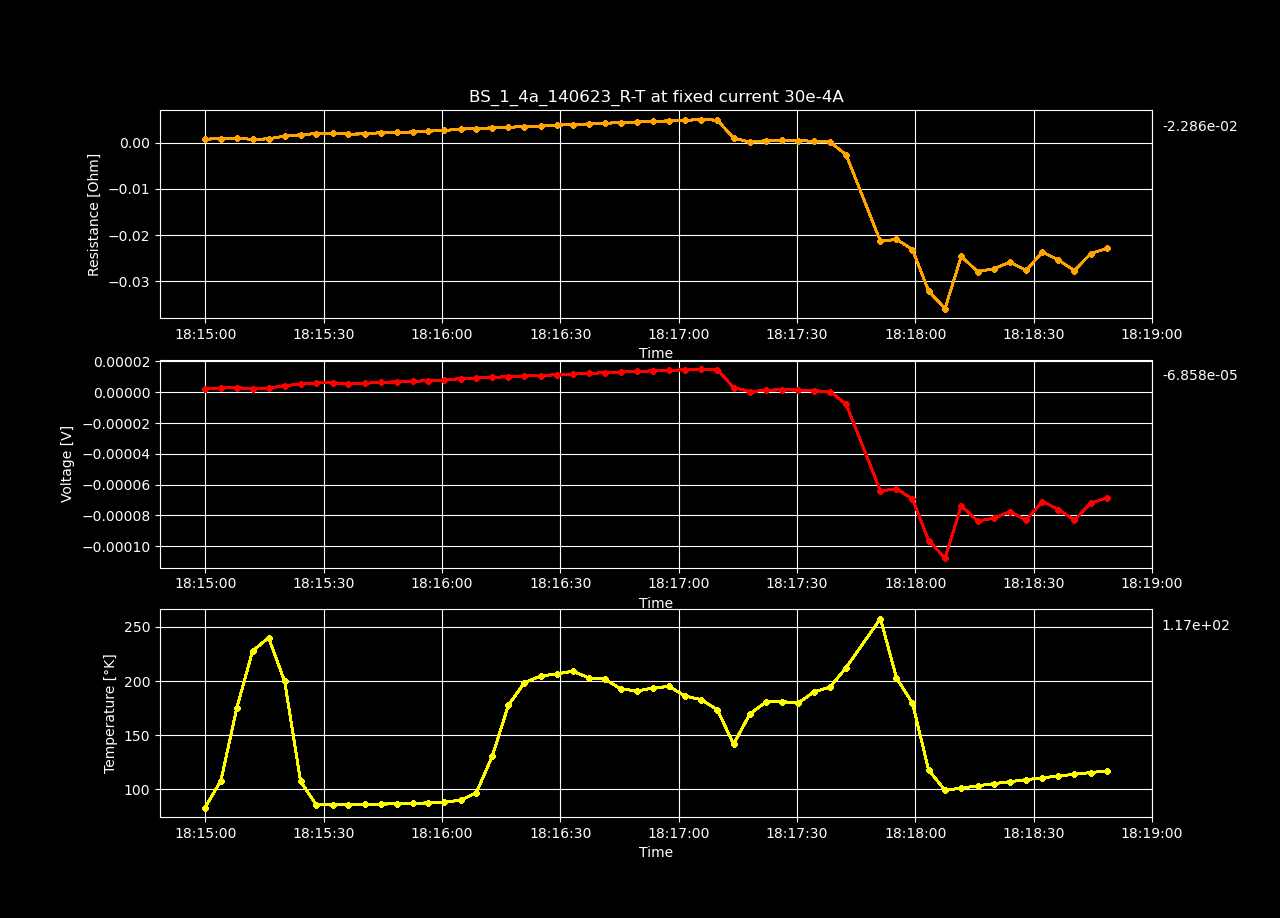 BS_1_4a_140623_R-T at fixed current 30e-4A
-2.286e-02
Resistance [Ohm]
0.00
−0.01
−0.02
−0.03
18:15:00 18:15:30 18:16:00 18:16:30 18:17:00 18:17:30 18:18:00 18:18:30 18:19:00
Time
-6.858e-05
Voltage [V]
0.00002
0.00000
−0.00002
−0.00004
−0.00006
−0.00008
−0.00010
18:15:00 18:15:30 18:16:00 18:16:30 18:17:00 18:17:30 18:18:00 18:18:30 18:19:00
Time
1.17e+02
Temperature [°K]
250
200
150
100
18:15:00 18:15:30 18:16:00 18:16:30 18:17:00 18:17:30 18:18:00 18:18:30 18:19:00
Time